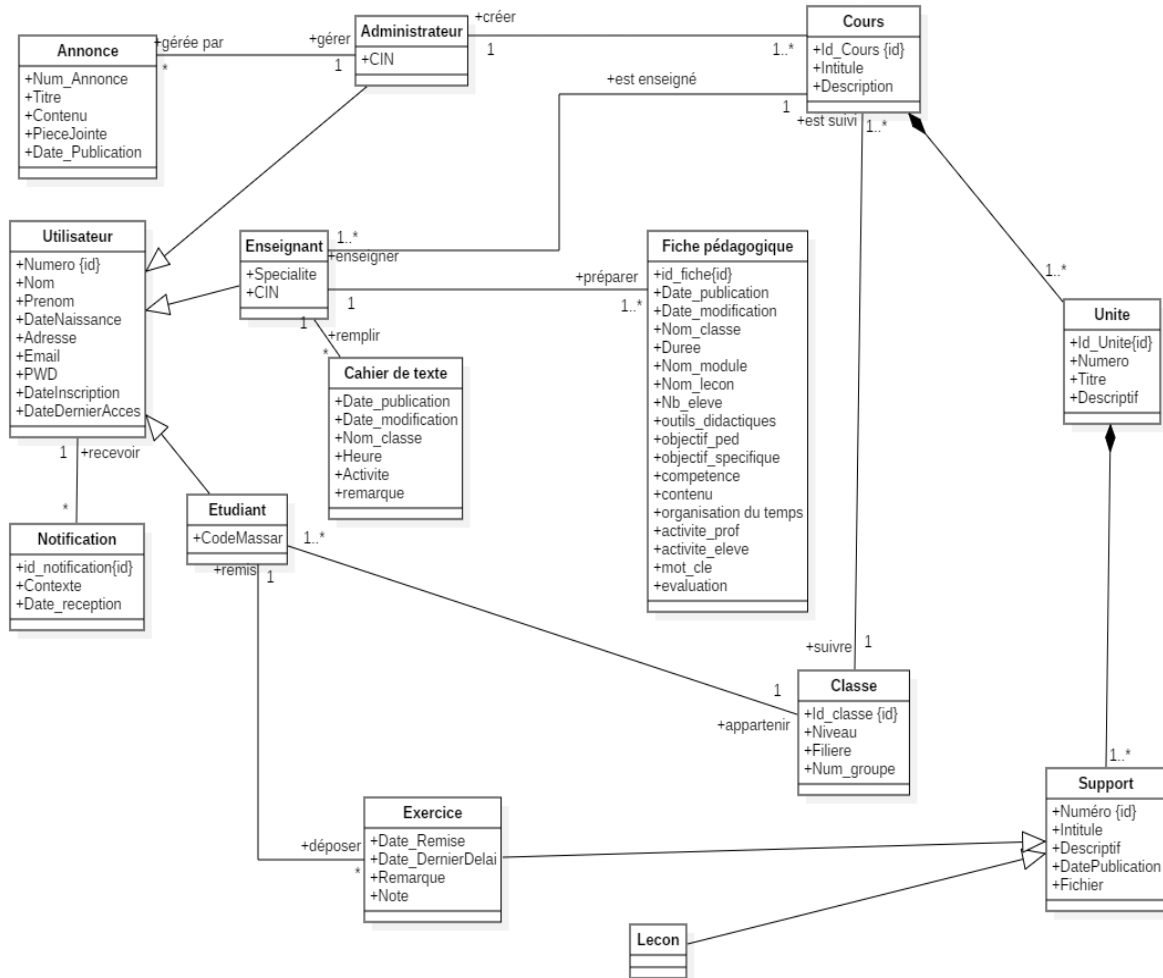 Annonce
+Num_Annonce
+Titre
+Contenu
+PieceJointe
+Date_Publication
+gérée par
*
+gérer
1
Administrateur
+CIN
+créer
1
1..*
Cours
+Id_Cours {id}
+Intitule
+Description
+est enseigné
1
+est suivi
1..*
Utilisateur
+Numero {id}
+Nom
+Prenom
+DateNaissance
+Adresse
+Email
+PWD
+DateInscription
+DateDernierAcces
1
+recevoir
*
Enseignant
+Specialite
+CIN
1..*
+enseigner
+préparer
1
1..*
1
+remplir
*
Fiche pédagogique
+id_fiche{id}
+Date_publication
+Date_modification
+Nom_classe
+Duree
+Nom_module
+Nom_lecon
+Nb_eleve
+outils_didactiques
+objectif_ped
+objectif_specifique
+competence
+contenu
+organisation du temps
+activite_prof
+activite_eleve
+mot_cle
+evaluation
1..*
Unite
+Id_Unite{id}
+Numero
+Titre
+Descriptif
Cahier de texte
+Date_publication
+Date_modification
+Nom_classe
+Heure
+Activite
+remarque
Notification
+id_notification{id}
+Contexte
+Date_reception
Etudiant
+CodeMassar
1..*
+remis
1
+suivre
1
1
+appartenir
Classe
+Id_classe {id}
+Niveau
+Filiere
+Num_groupe
1..*
Support
+Numéro {id}
+Intitule
+Descriptif
+DatePublication
+Fichier
+déposer
*
Exercice
+Date_Remise
+Date_DernierDelai
+Remarque
+Note
Lecon